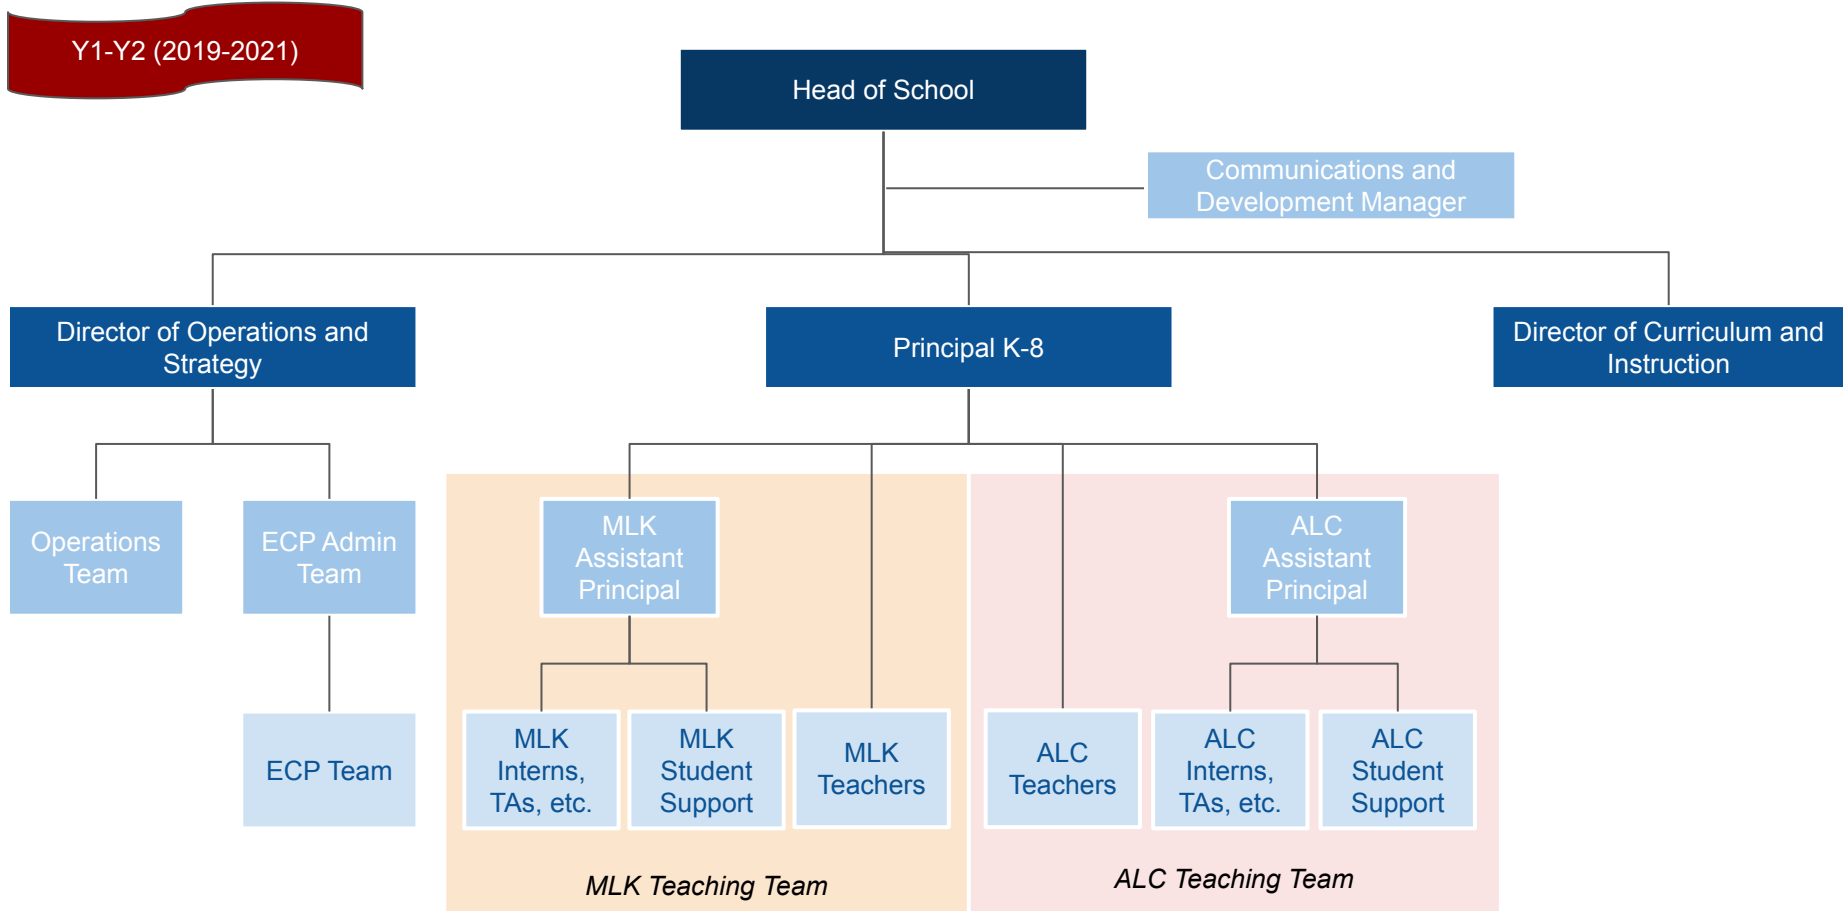 Y1-Y2 (2019-2021)
Head of School
Communications and
Development Manager
Director of Operations and
Strategy
Principal K-8
Director of Curriculum and
Instruction
Operations
Team
ECP Admin
Team
MLK
Assistant
Principal
ALC
Assistant
Principal
ECP Team
MLK
Interns,
TAs, etc.
MLK
Student
Support
MLK
Teachers
ALC
Teachers
ALC
Interns,
TAs, etc.
ALC
Student
Support
MLK Teaching Team
ALC Teaching Team